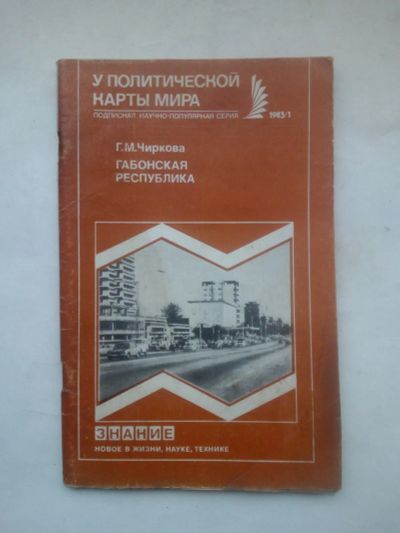 У ПОЛИТИЧЕСКОЙ
КАРТЫ МИРА
ПОДПИСНАЯ НАУЧНО-ПОПУЛЯРНАЯ СЕРИЯ
1983/1
Г.М.Чиркова
ГАБОНСКАЯ
РЕСПУБЛИКА
ЗНАНИЕ
НОВОЕ В ЖИЗНИ, НАУКЕ, ТЕХНИКЕ